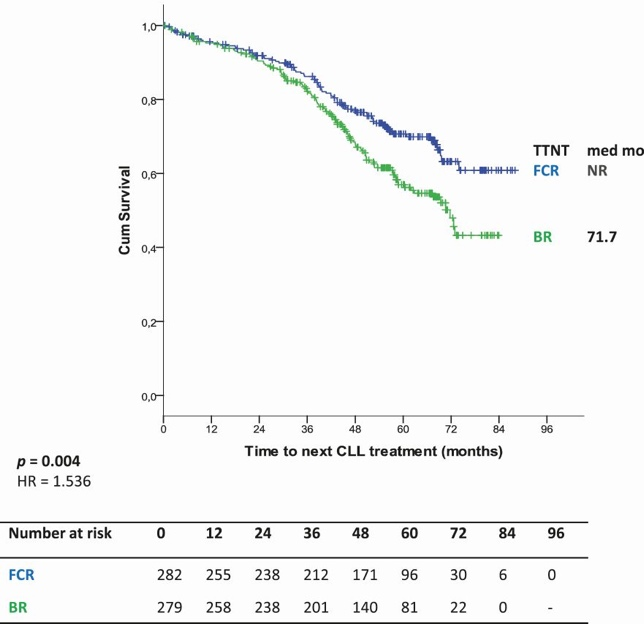 1,0
0,8
0,6
0,4
0,2
0,0
Cum Survival
TTNT med mo
FCR NR
BR 71.7
0 12 24 36 48 60 72 84 96
Time to next CLL treatment (months)
p = 0.004
HR = 1.536
Number at risk 0 12 24 36 48 60 72 84 96
FCR 282 255 238 212 171 96 30 6 0
BR 279 258 238 201 140 81 22 0 -